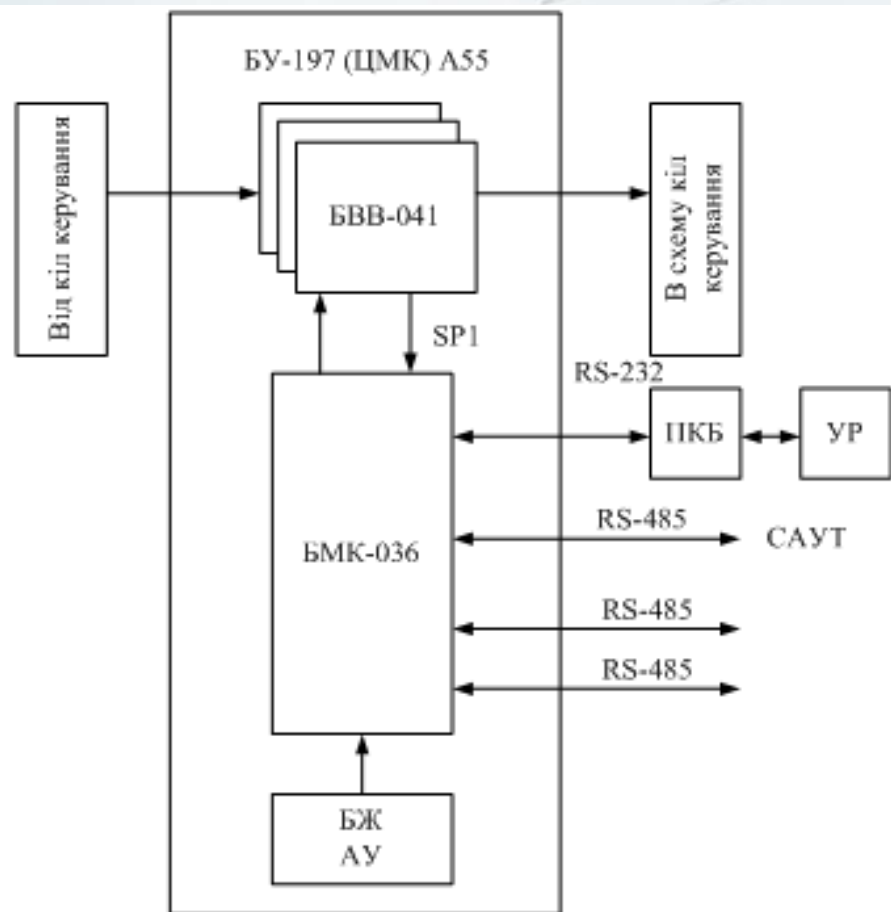 БУ-197 (ЦМК) А55
Від кіл керування
БВВ-041
В схему кіл
керування
SP1
RS-232
ПКБ
УР
БМК-036
RS-485
САУТ
RS-485
RS-485
БЖ
АУ